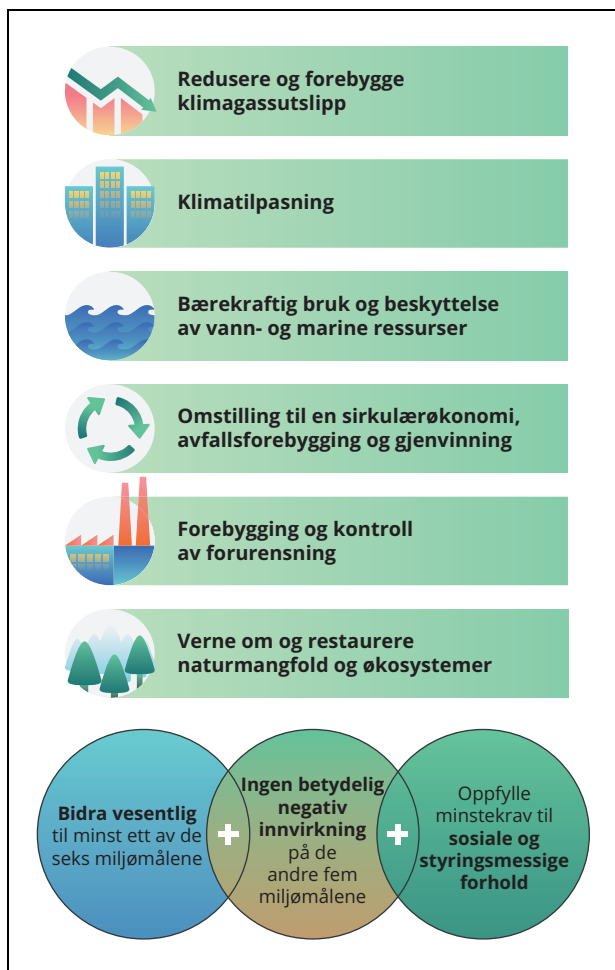 Redusere og forebygge
klimagassutslipp
Klimatilpasning
Bærekraftig bruk og beskyttelse
av vann- og marine ressurser
Omstilling til en sirkulærøkonomi,
avfallsforebygging og gjenvinning
Forebygging og kontroll
av forurensning
Verne om og restaurere
naturmangfold og økosystemer
Bidra vesentlig
til minst ett av de
seks miljømålene
+
Ingen betydelig
negativ
innvirkning
på de
andre fem
miljømålene
+
Oppfylle
minstekrav til
sosiale og
styringsmessige
forhold